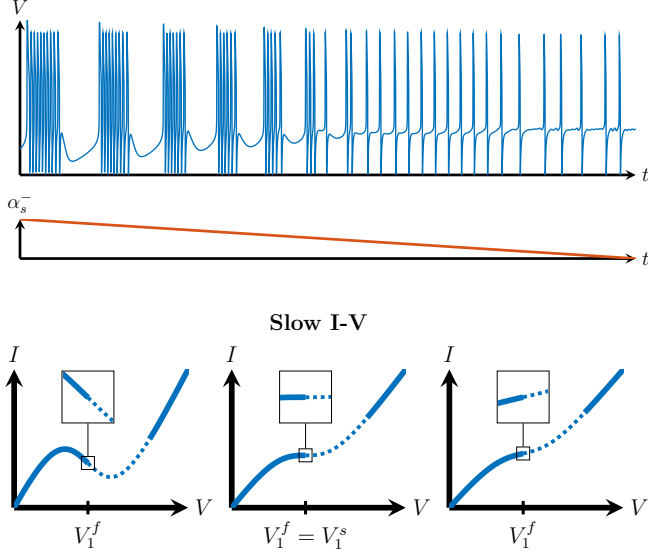 V
t
α_s^-
t
Slow I-V
I I I
V V V
V_1^f V_1^f = V_1^s V_1^f